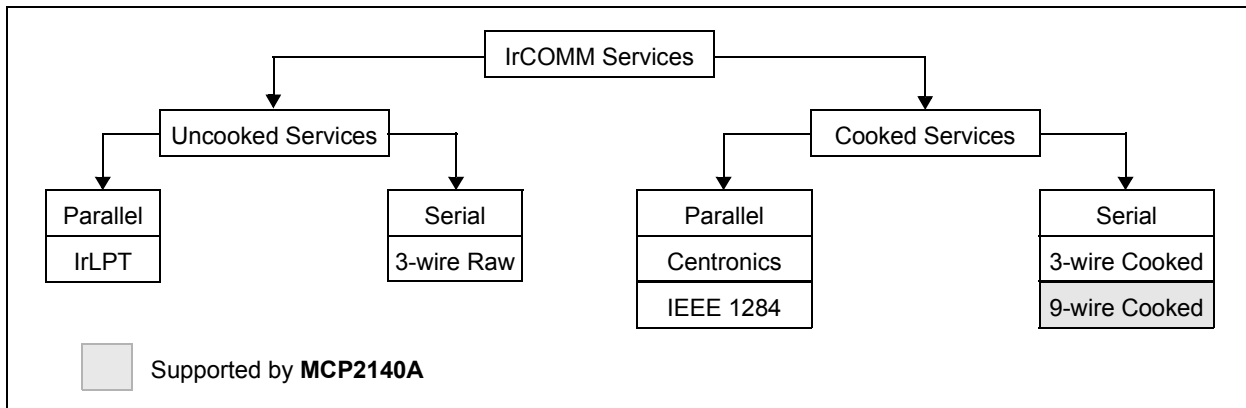 IrCOMM Services
Uncooked Services
Cooked Services
Parallel
IrLPT
Serial
3-wire Raw
Parallel
Centronics
IEEE 1284
Serial
3-wire Cooked
9-wire Cooked
Supported by MCP2140A